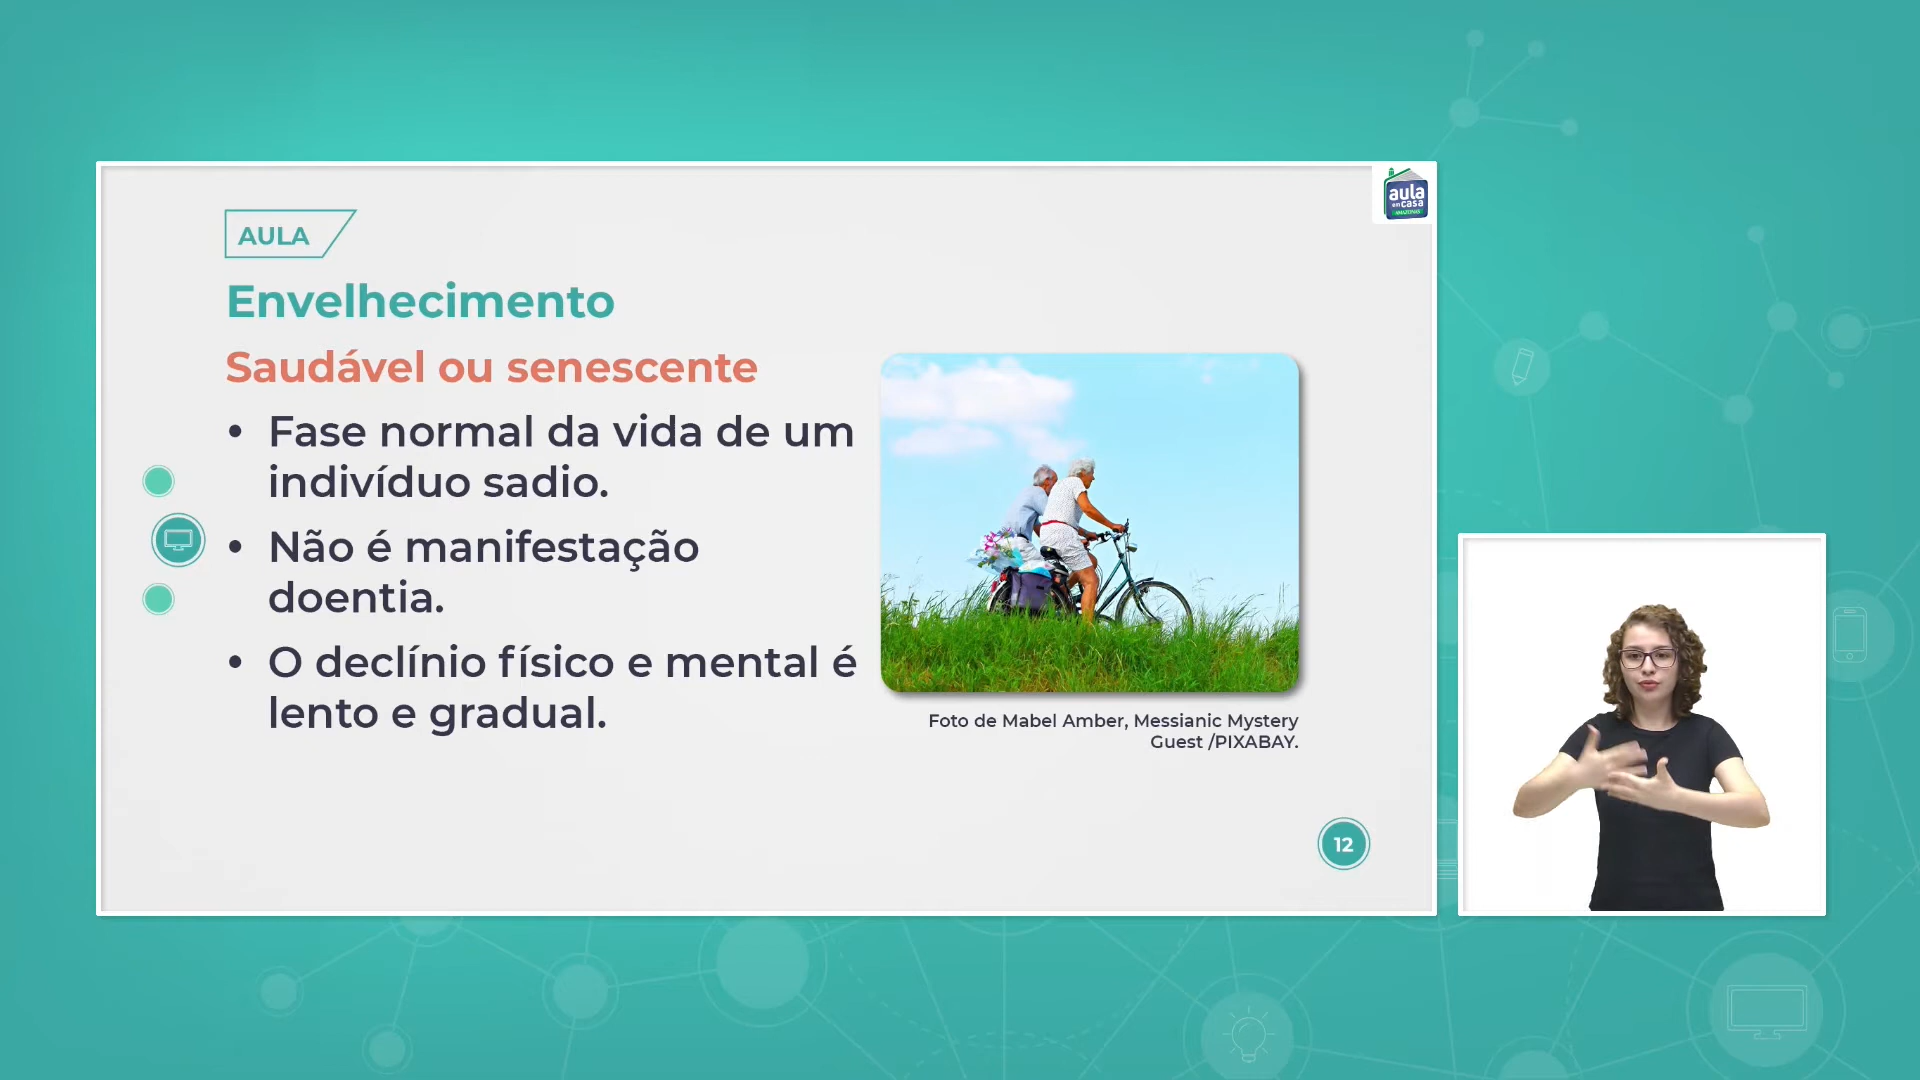 aula
em casa
AMAZONAS
AULA
Envelhecimento
Saudável ou senescente
• Fase normal da vida de um
indivíduo sadio.
• Não é manifestação
doentia.
• O declínio físico e mental é
lento e gradual.
Foto de Mabel Amber, Messianic Mystery
Guest /PIXABAY.
12